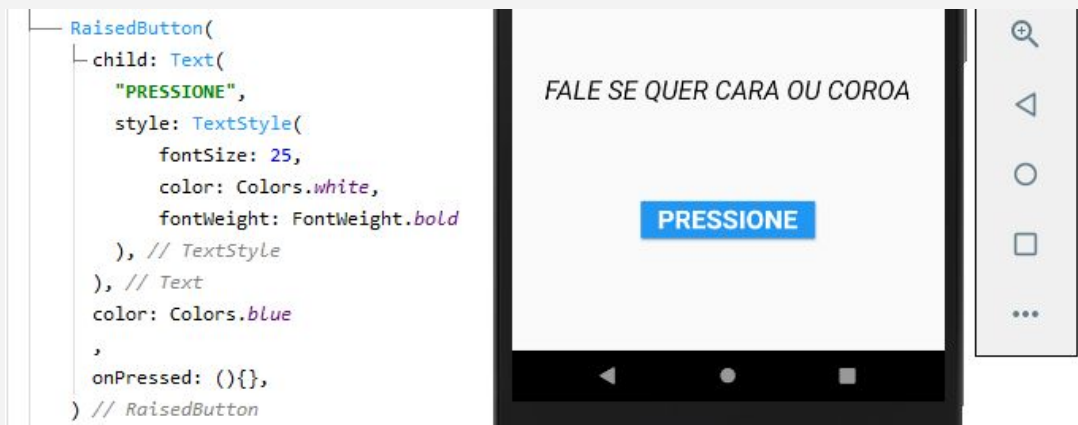 RaisedButton(
child: Text(
"PRESSIONE",
style: TextStyle(
fontSize: 25,
color: Colors.white,
fontWeight: FontWeight.bold
), // TextStyle
), // Text
color: Colors.blue
,
onPressed: (){},
) // RaisedButton
FALE SE QUER CARA OU COROA
PRESSIONE